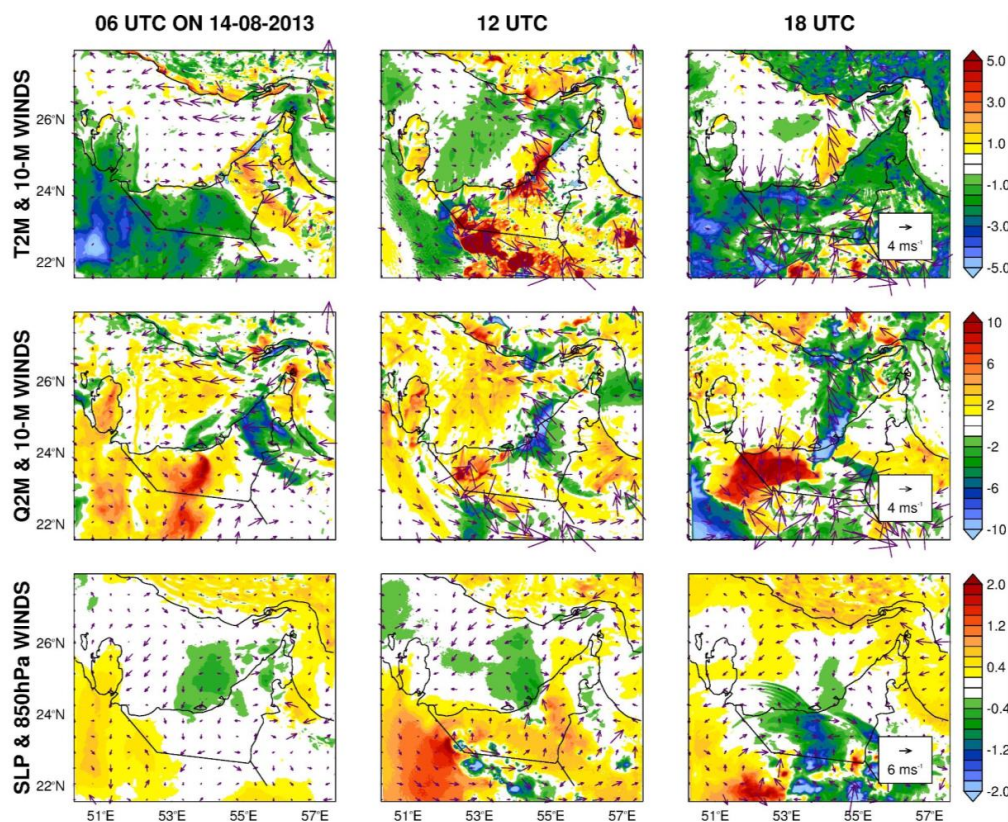 06 UTC ON 14-08-2013 12 UTC 18 UTC
T2M & 10-M WINDS
26°N
24°N
22°N
5.0
3.0
1.0
-1.0
-3.0
-5.0
4 ms⁻¹
Q2M & 10-M WINDS
26°N
24°N
22°N
10
6
2
-2
-6
-10
4 ms⁻¹
SLP & 850hPa WINDS
26°N
24°N
22°N
2.0
1.2
0.4
-0.4
-1.2
-2.0
6 ms⁻¹
51°E 53°E 55°E 57°E 51°E 53°E 55°E 57°E 51°E 53°E 55°E 57°E